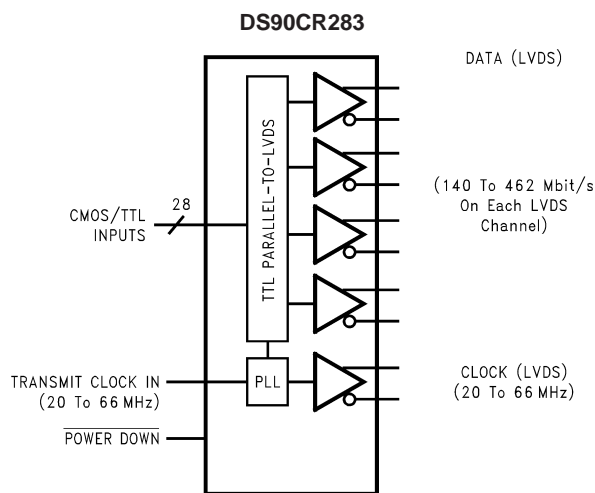 DS90CR283
DATA (LVDS)
TTL PARALLEL-TO-LVDS
28
CMOS/TTL
INPUTS
(140 To 462 Mbit/s
On Each LVDS
Channel)
TRANSMIT CLOCK IN
(20 To 66 MHz)
PLL
CLOCK (LVDS)
(20 To 66 MHz)
POWER DOWN